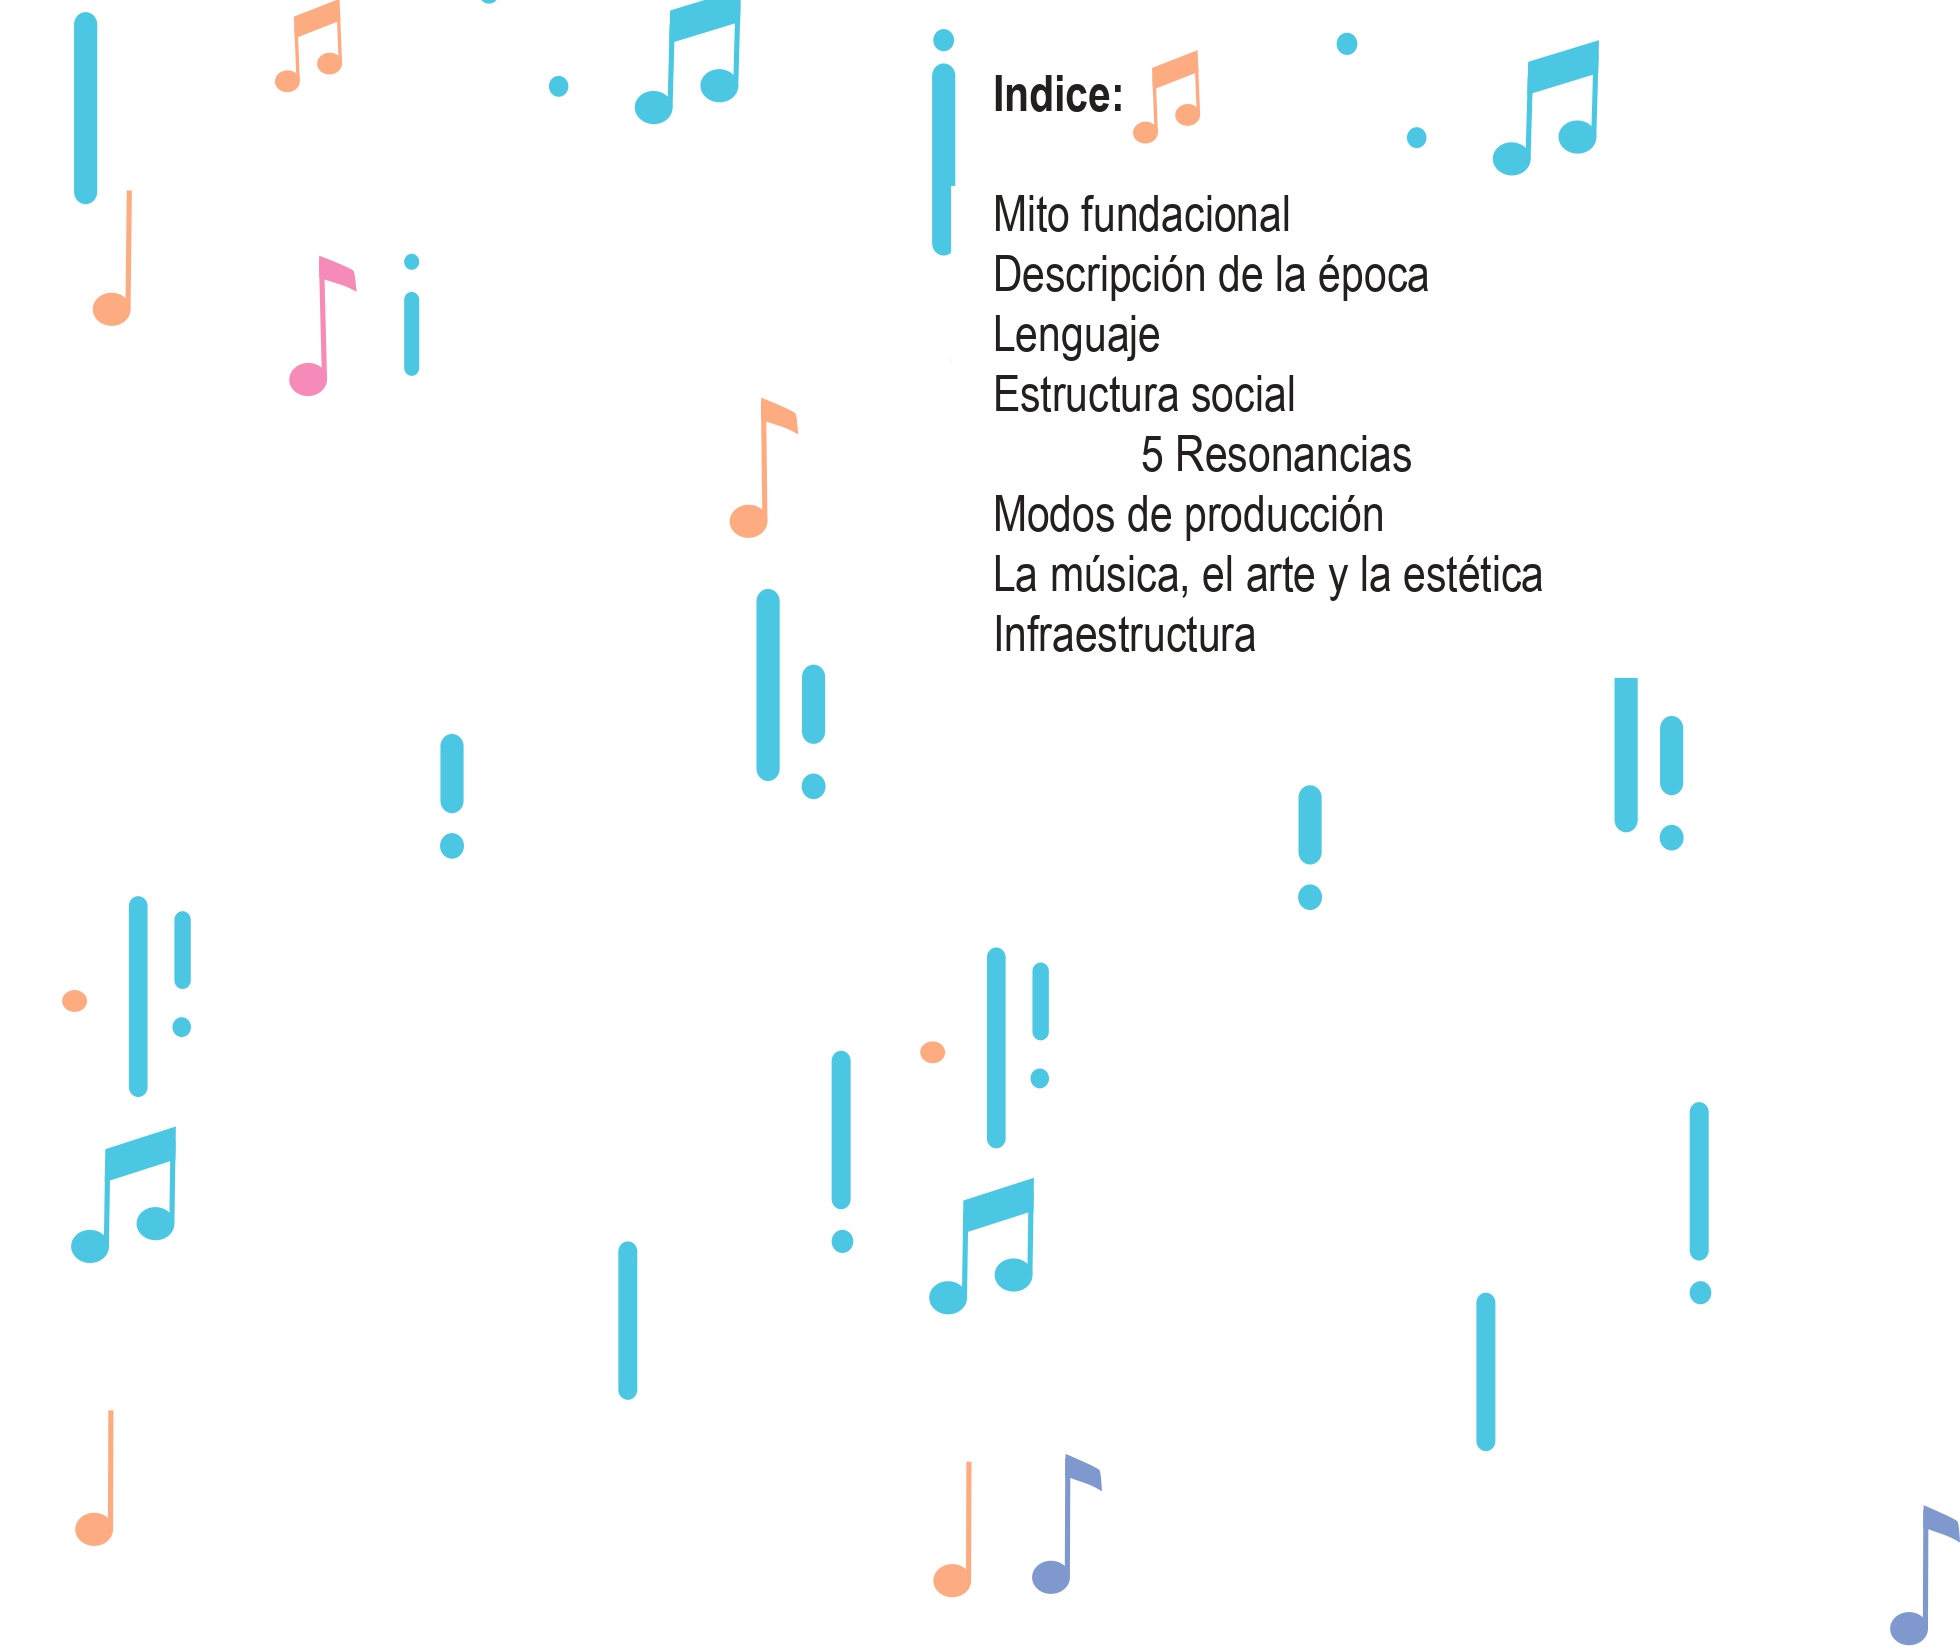 Indice:
Mito fundacional
Descripción de la época
Lenguaje
Estructura social
5 Resonancias
Modos de producción
La música, el arte y la estética
Infraestructura